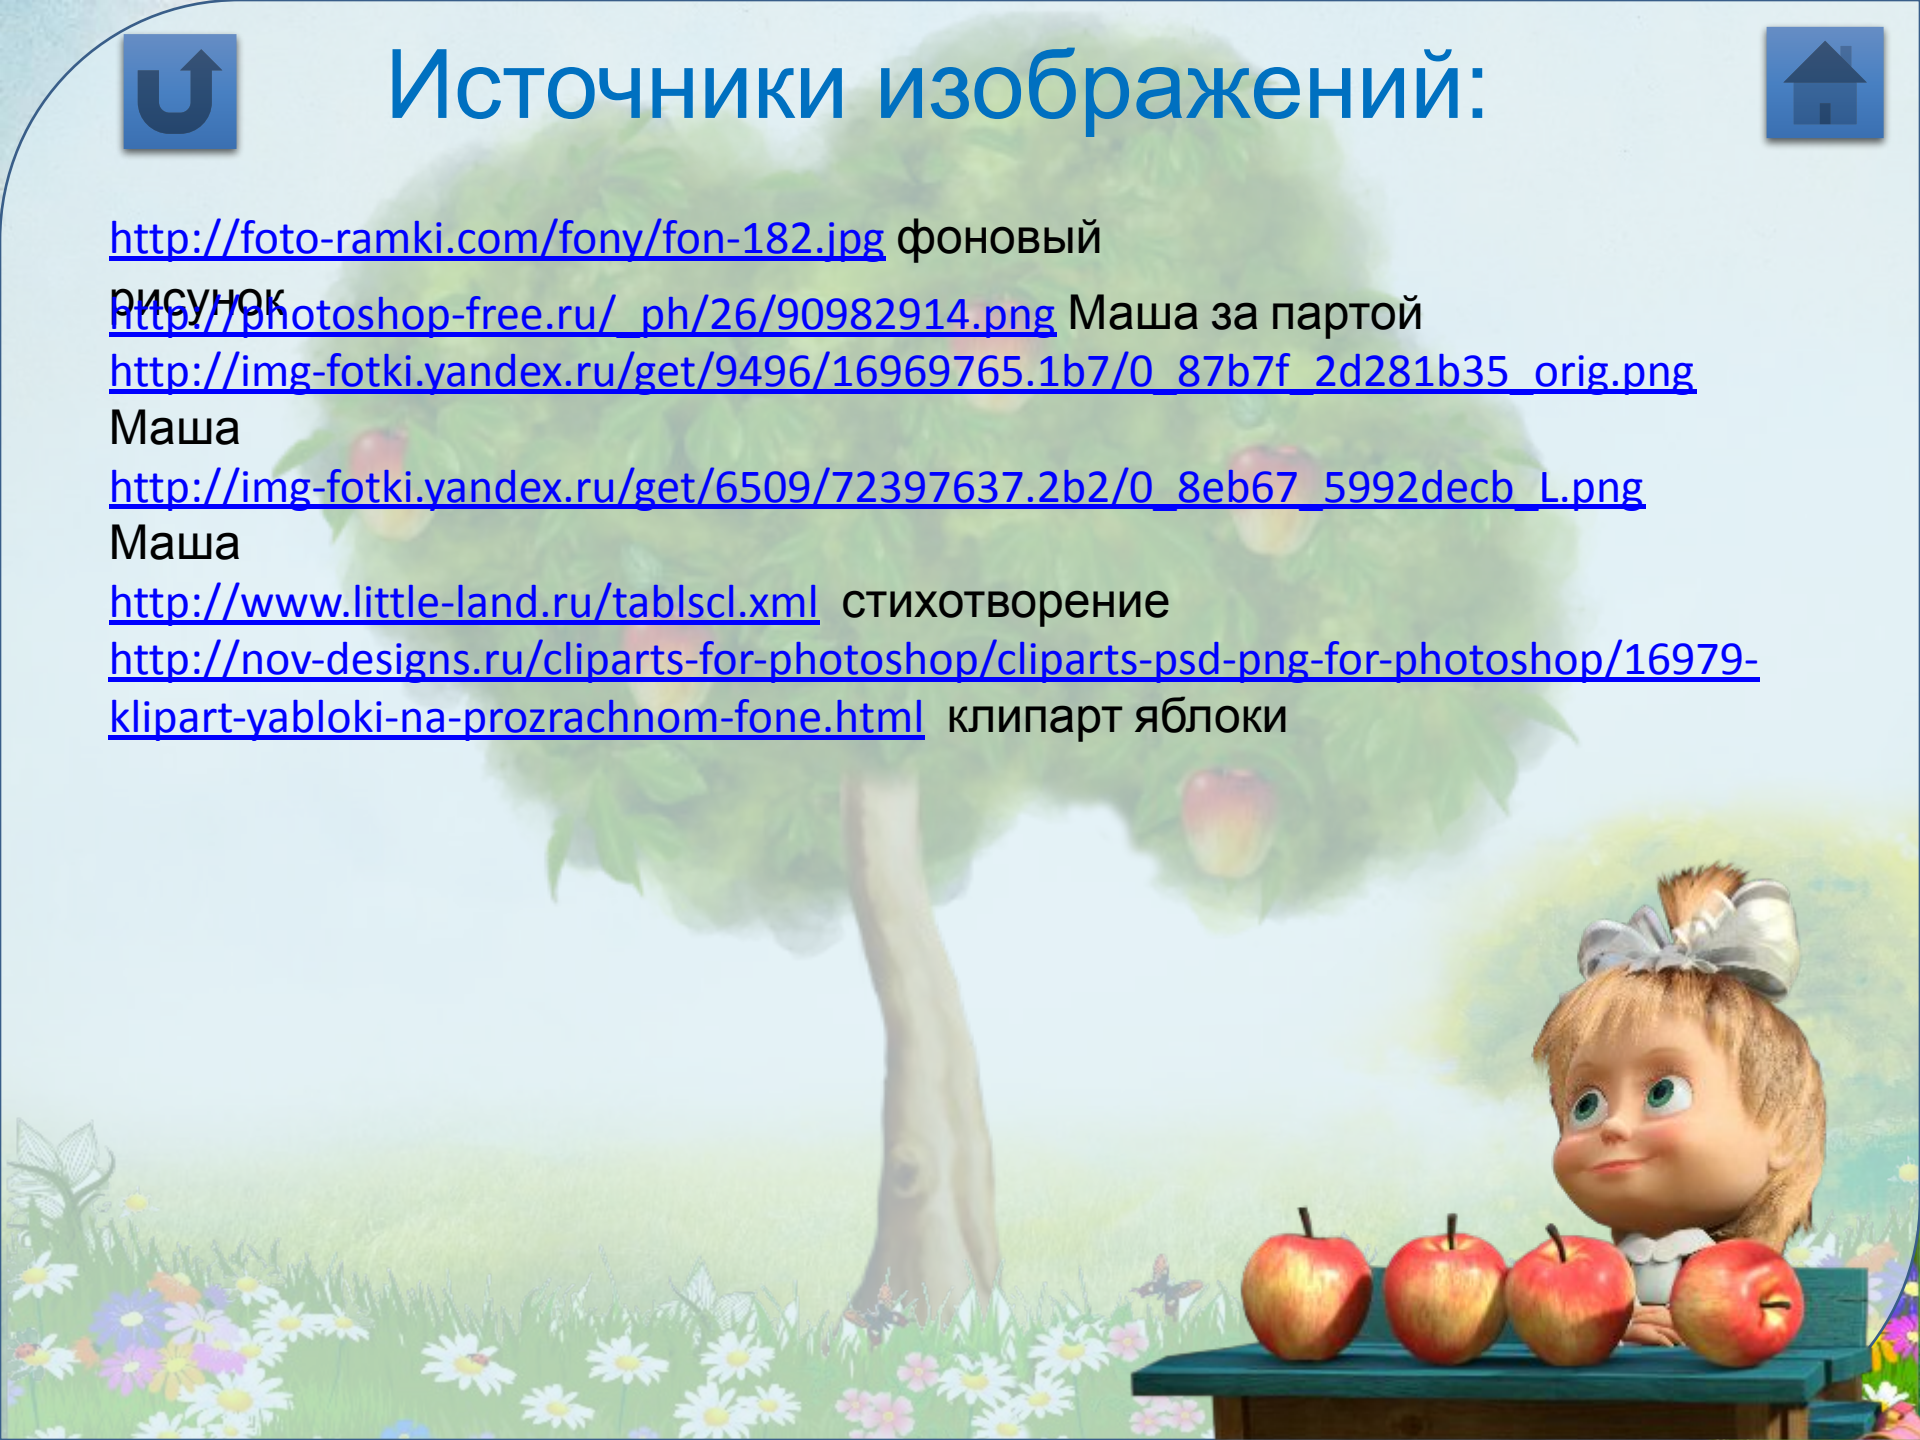 Источники изображений:
http://foto-ramki.com/fony/fon-182.jpg фоновый
рисунок
http://photoshop-free.ru/_ph/26/90982914.png Маша за партой
http://img-fotki.yandex.ru/get/9496/16969765.1b7/0_87b7f_2d281b35_orig.png
Маша
http://img-fotki.yandex.ru/get/6509/72397637.2b2/0_8eb67_5992decb_L.png
Маша
http://www.little-land.ru/tablscl.xml стихотворение
http://nov-designs.ru/cliparts-for-photoshop/cliparts-psd-png-for-photoshop/16979-
klipart-yabloki-na-prozrachnom-fone.html клипарт яблоки